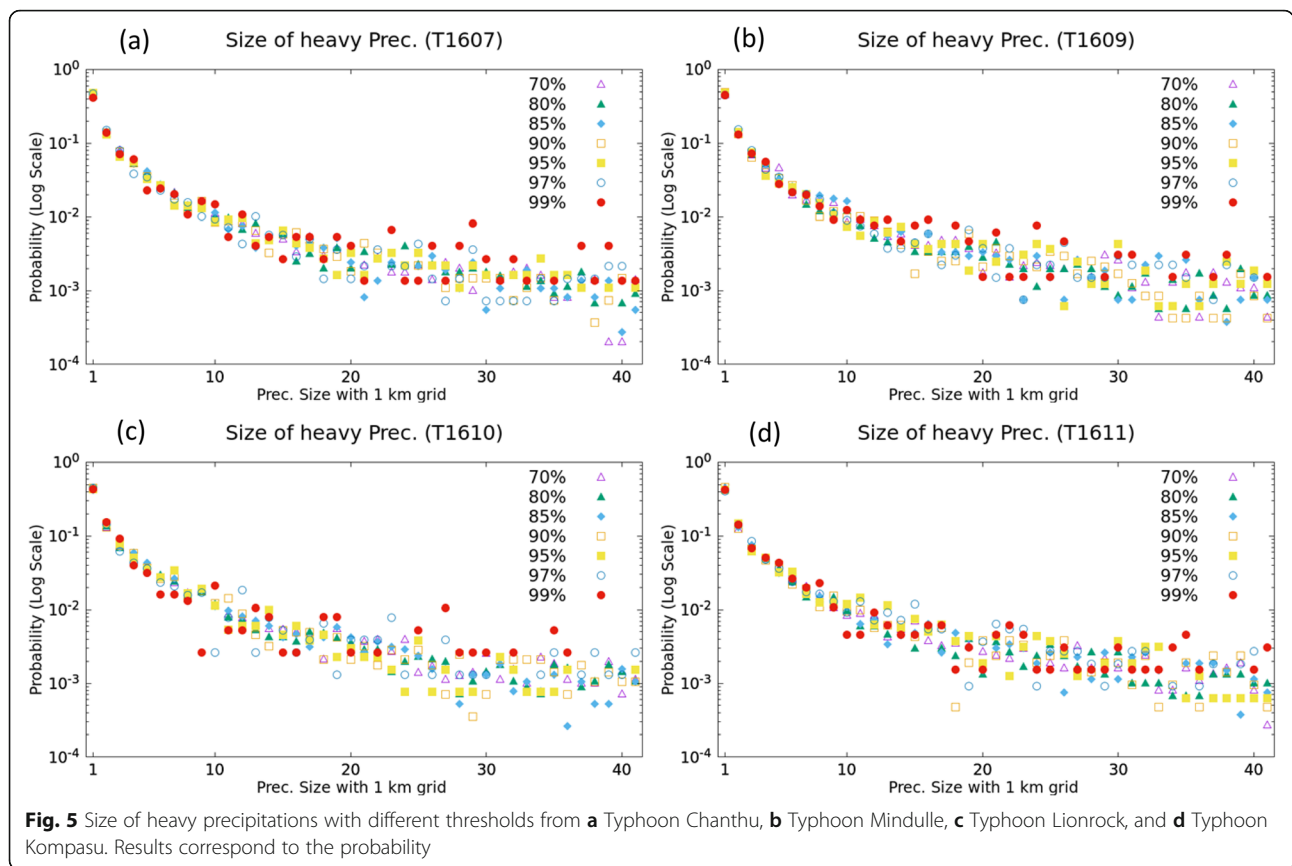 (a) Size of heavy Prec. (T1607)
Probability (Log Scale)
10^0
10^-1
10^-2
10^-3
10^-4
70%
80%
85%
90%
95%
97%
99%
1 10 20 30 40
Prec. Size with 1 km grid
(b) Size of heavy Prec. (T1609)
Probability (Log Scale)
10^0
10^-1
10^-2
10^-3
10^-4
70%
80%
85%
90%
95%
97%
99%
1 10 20 30 40
Prec. Size with 1 km grid
(c) Size of heavy Prec. (T1610)
Probability (Log Scale)
10^0
10^-1
10^-2
10^-3
10^-4
70%
80%
85%
90%
95%
97%
99%
1 10 20 30 40
Prec. Size with 1 km grid
(d) Size of heavy Prec. (T1611)
Probability (Log Scale)
10^0
10^-1
10^-2
10^-3
10^-4
70%
80%
85%
90%
95%
97%
99%
1 10 20 30 40
Prec. Size with 1 km grid
Fig. 5 Size of heavy precipitations with different thresholds from a Typhoon Chanthu, b Typhoon Mindulle, c Typhoon Lionrock, and d Typhoon
Kompasu. Results correspond to the probability